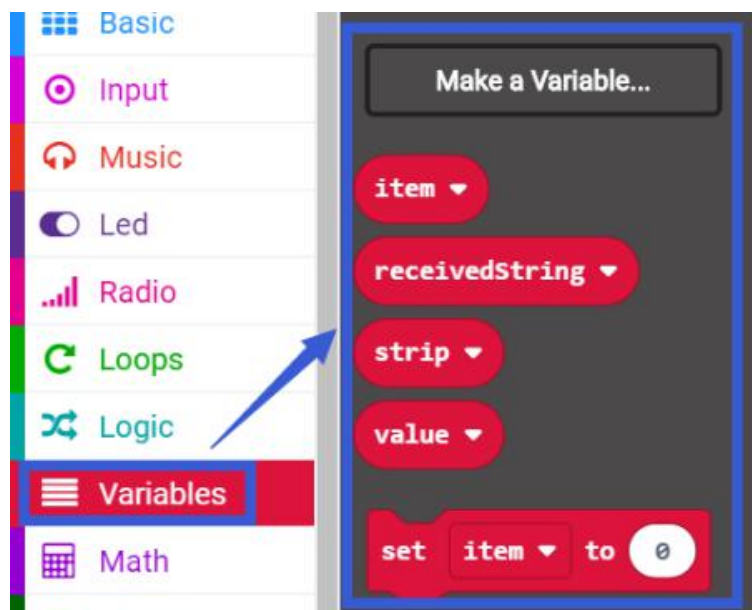 Basic
Input
Music
Led
Radio
Loops
Logic
Variables
Math
Make a Variable...
item
receivedString
strip
value
set item to 0